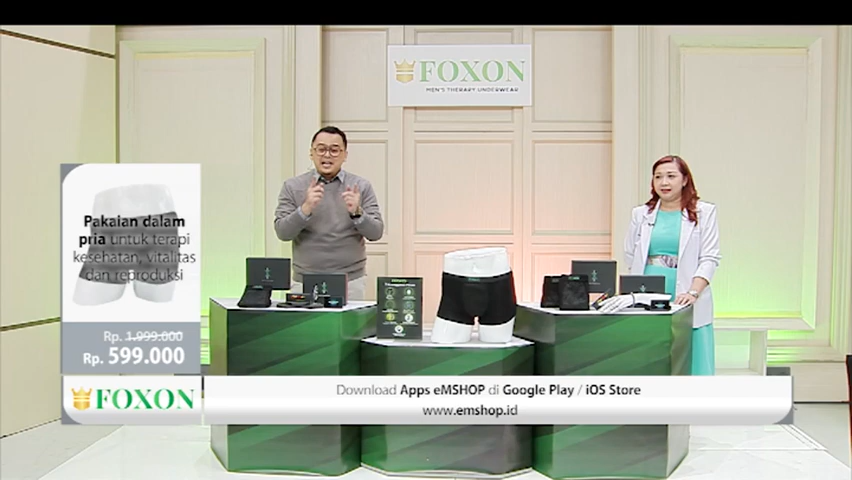 FOXON
MEN'S THERAPY UNDERWEAR
Pakaian dalam
pria untuk terapi
kesehatan, vitalitas
dan reproduksi
Rp. 1.999.000
Rp. 599.000
FOXON
Download Apps eMSHOP di Google Play / iOS Store
www.emshop.id